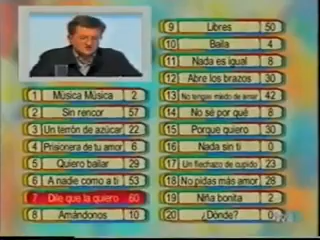 1 Música Música 2
2 Sin rencor 57
3 Un terrón de azúcar 22
4 Prisionera de tu amor 6
5 Quiero bailar 29
6 A nadie como a ti 53
7 Dile que la quiero 60
8 Amándonos 10
9 Libres 50
10 Baila 4
11 Nada es igual 8
12 Abre los brazos 30
13 No tengas miedo de amar 42
14 No sé por qué 8
15 Porque quiero 30
16 Nada sin ti 0
17 Un flechazo de cupido 23
18 No pidas más amor 28
19 Niña bonita 2
20 ¿Dónde? 0